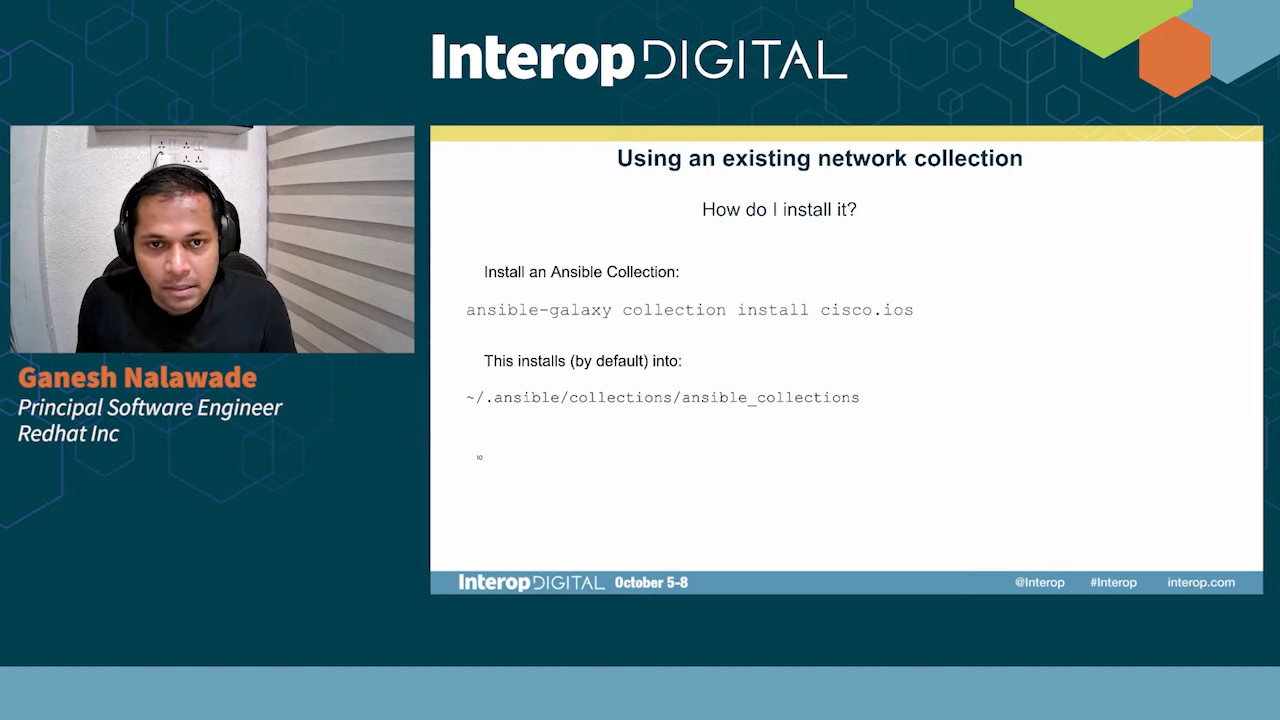 Interop DIGITAL
Using an existing network collection
How do I install it?
Install an Ansible Collection:
ansible-galaxy collection install cisco.ios
This installs (by default) into:
~/.ansible/collections/ansible_collections
10
Interop DIGITAL October 5-8
@Interop #Interop interop.com
Ganesh Nalawade
Principal Software Engineer
Redhat Inc